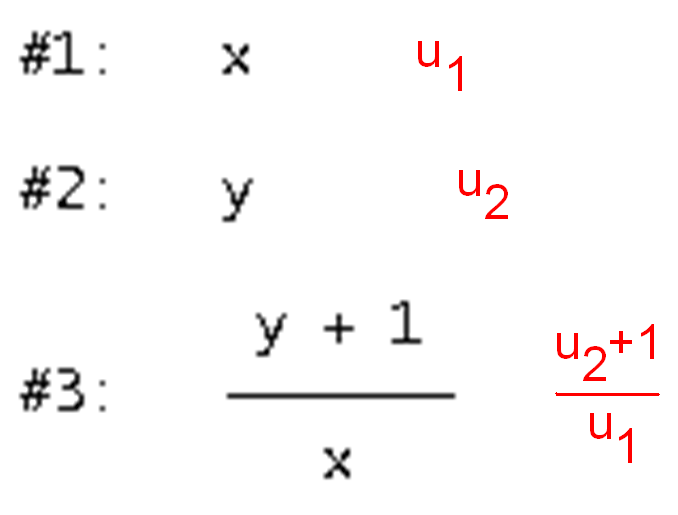 #1: x u₁
#2: y u₂
y + 1 u₂+1
#3:
x u₁